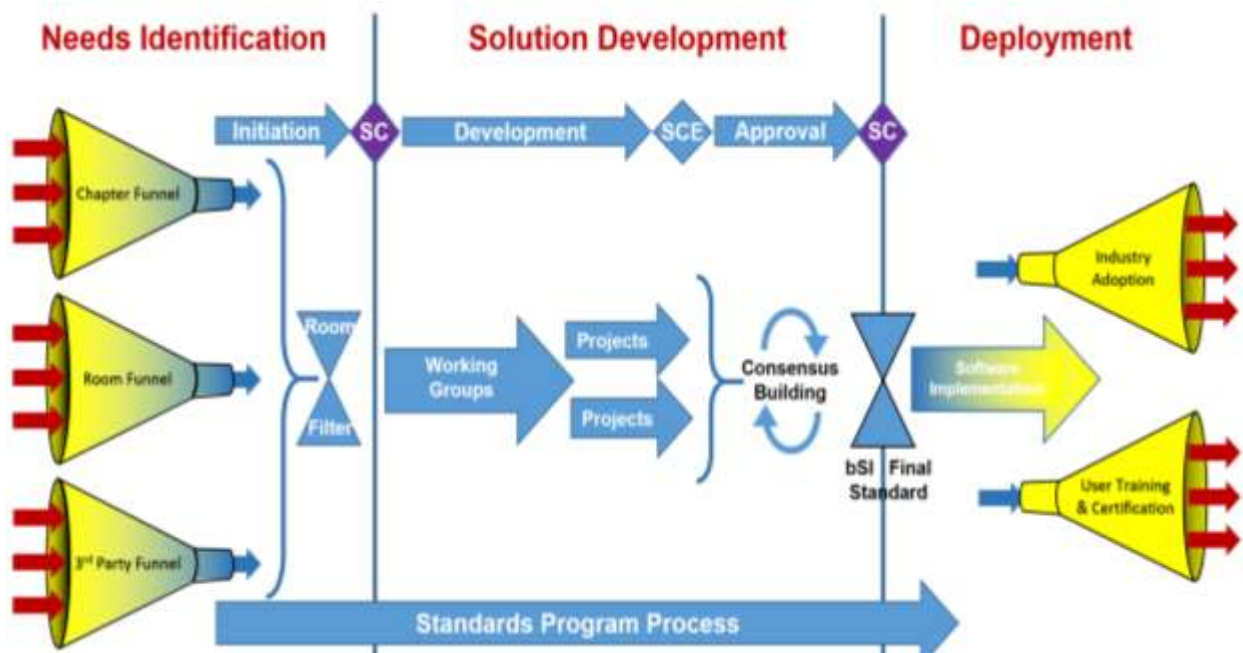 Needs Identification
Solution Development
Deployment
Initiation
SC
Development
SCE
Approval
SC
Chapter Funnel
Room Funnel
3rd Party Funnel
Room
Filter
Working
Groups
Projects
Projects
Consensus
Building
bSI Final
Standard
Software
Implementation
Industry
Adoption
User Training
& Certification
Standards Program Process